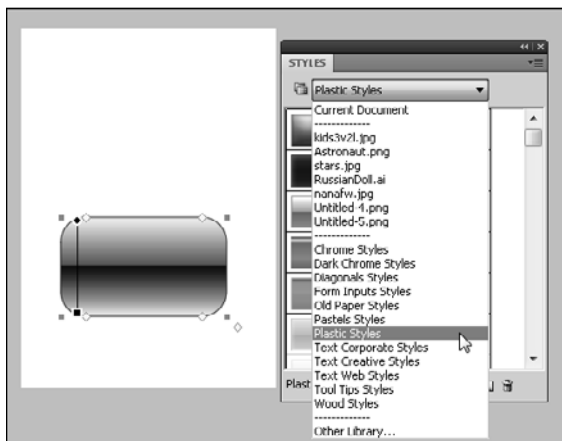 STYLES
Plastic Styles
Current Document
-------------
kids3v2l.jpg
Astronaut.png
stars.jpg
RussianDoll.ai
nanafw.jpg
Untitled-4.png
Untitled-5.png
-------------
Chrome Styles
Dark Chrome Styles
Diagonals Styles
Form Inputs Styles
Old Paper Styles
Pastels Styles
Plastic Styles
Text Corporate Styles
Text Creative Styles
Text Web Styles
Plast
Tool Tips Styles
Wood Styles
-------------
Other Library...